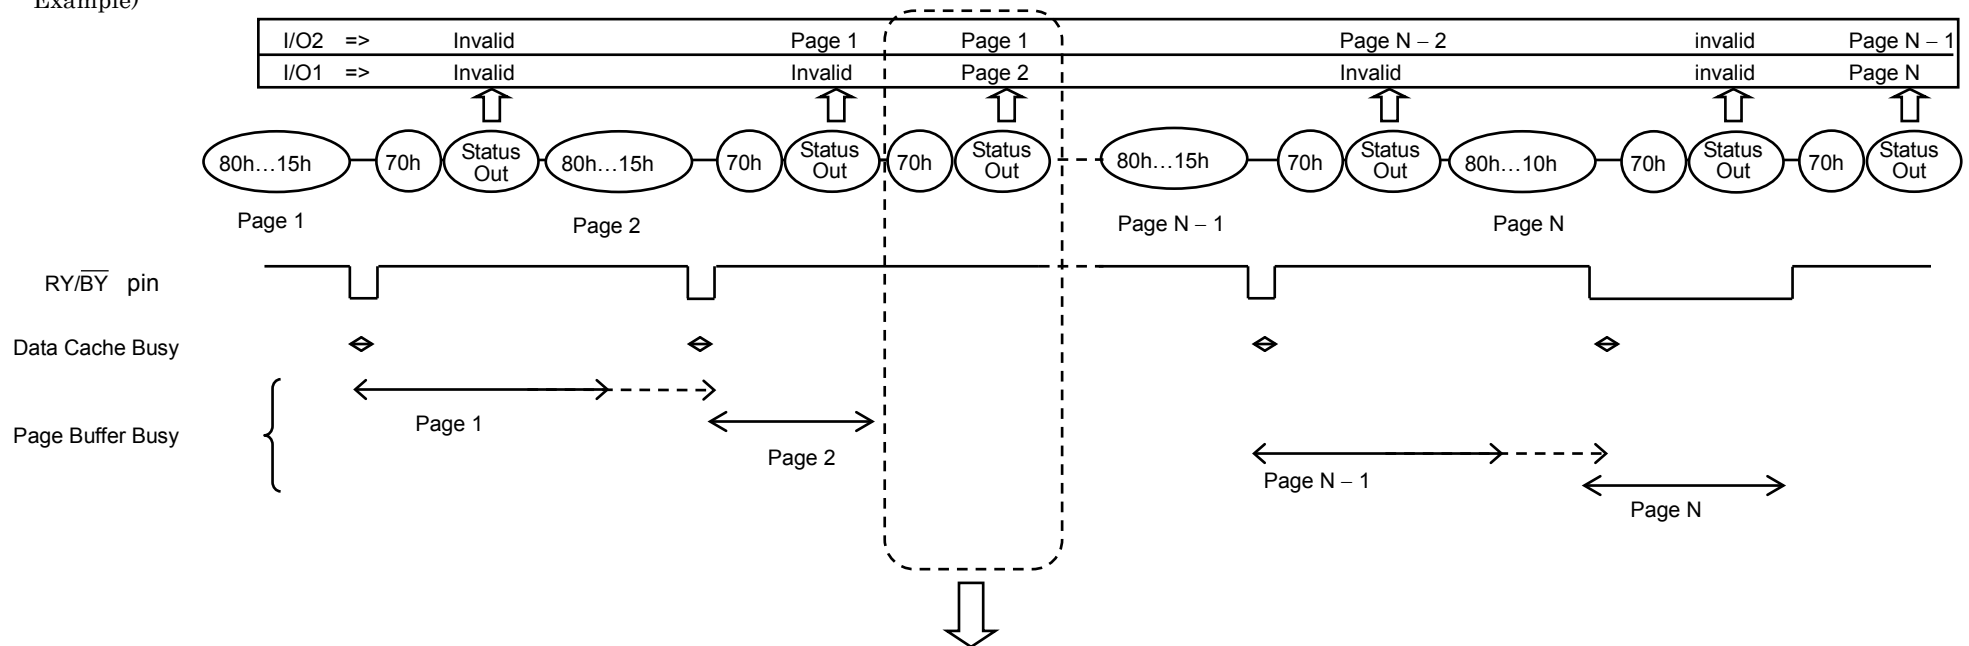 Example)
I/O2 => Invalid Page 1 Page 1 Page N – 2 invalid Page N – 1
I/O1 => Invalid Invalid Page 2 Invalid invalid Page N
80h…15h 70h Status Out 80h…15h 70h Status Out 70h Status Out 80h…15h 70h Status Out 80h…10h 70h Status Out 70h Status Out
Page 1 Page 2 Page N – 1 Page N
RY/B̅Y̅ pin
Data Cache Busy
Page Buffer Busy
Page 1
Page 2
Page N – 1
Page N